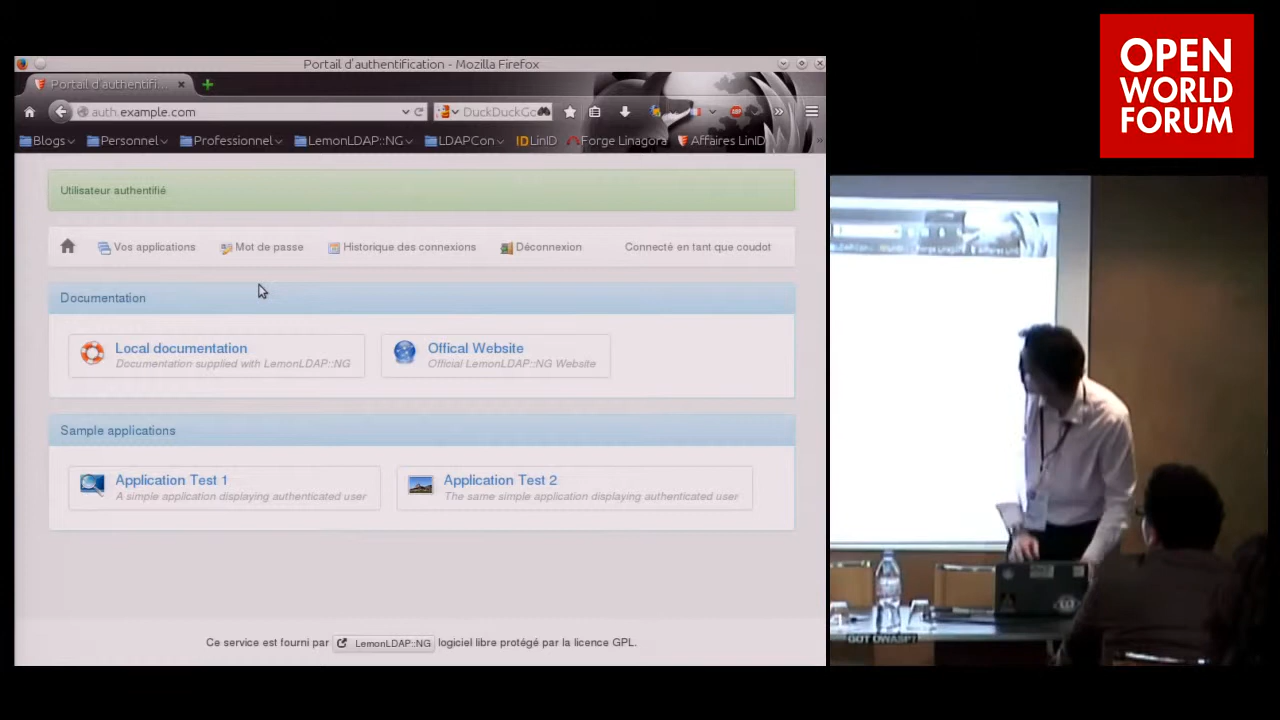 OPEN
WORLD
FORUM
Portail d'authentification - Mozilla Firefox
Portail d'authentifi...
auth.example.com
DuckDuckGo
Blogs
Personnel
Professionnel
LemonLDAP::NG
LDAPCon
LinID
Forge Linagora
Affaires LinID
Utilisateur authentifié
Vos applications
Mot de passe
Historique des connexions
Déconnexion
Connecté en tant que coudot
Documentation
Local documentation
Documentation supplied with LemonLDAP::NG
Offical Website
Official LemonLDAP::NG Website
Sample applications
Application Test 1
A simple application displaying authenticated user
Application Test 2
The same simple application displaying authenticated user
Ce service est fourni par LemonLDAP::NG logiciel libre protégé par la licence GPL.
GOT OWASP?